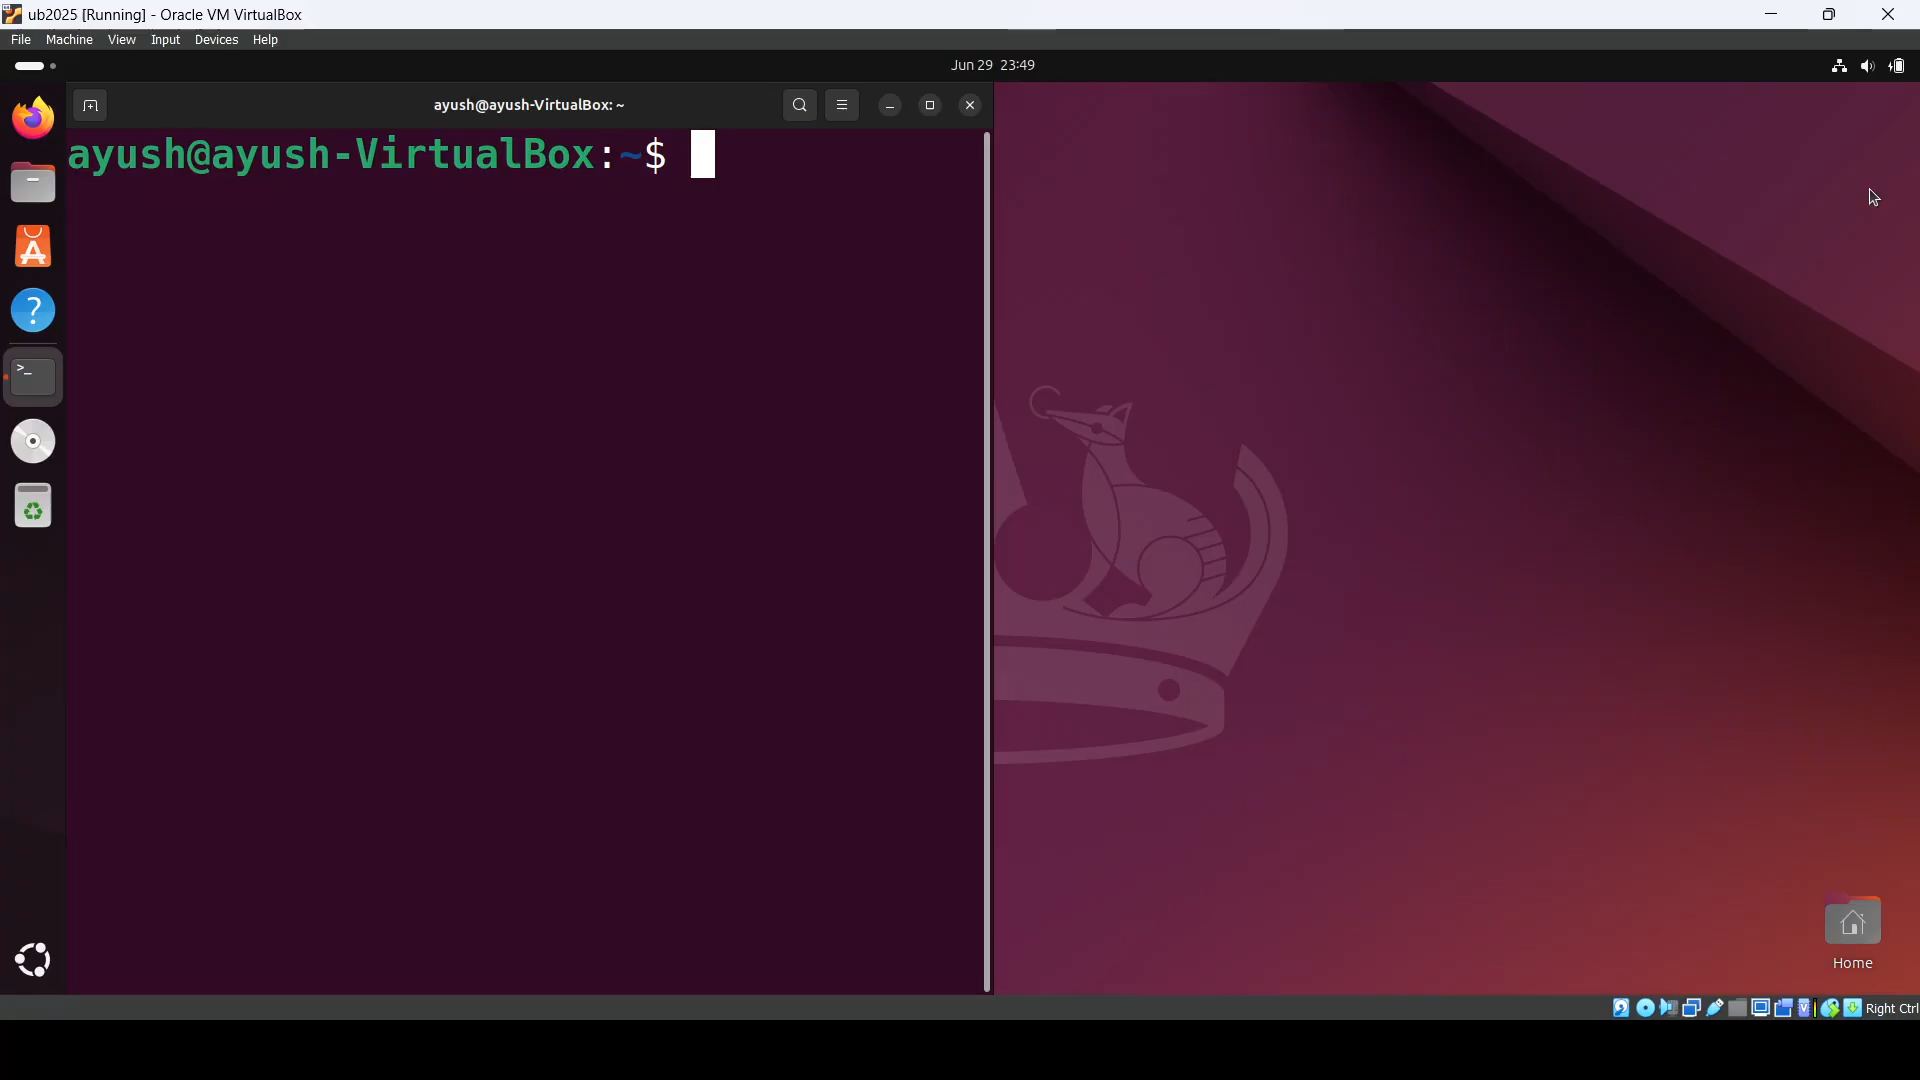 ub2025 [Running] - Oracle VM VirtualBox
File Machine View Input Devices Help
Jun 29 23:49
ayush@ayush-VirtualBox: ~
ayush@ayush-VirtualBox:~$
Home
Right Ctrl